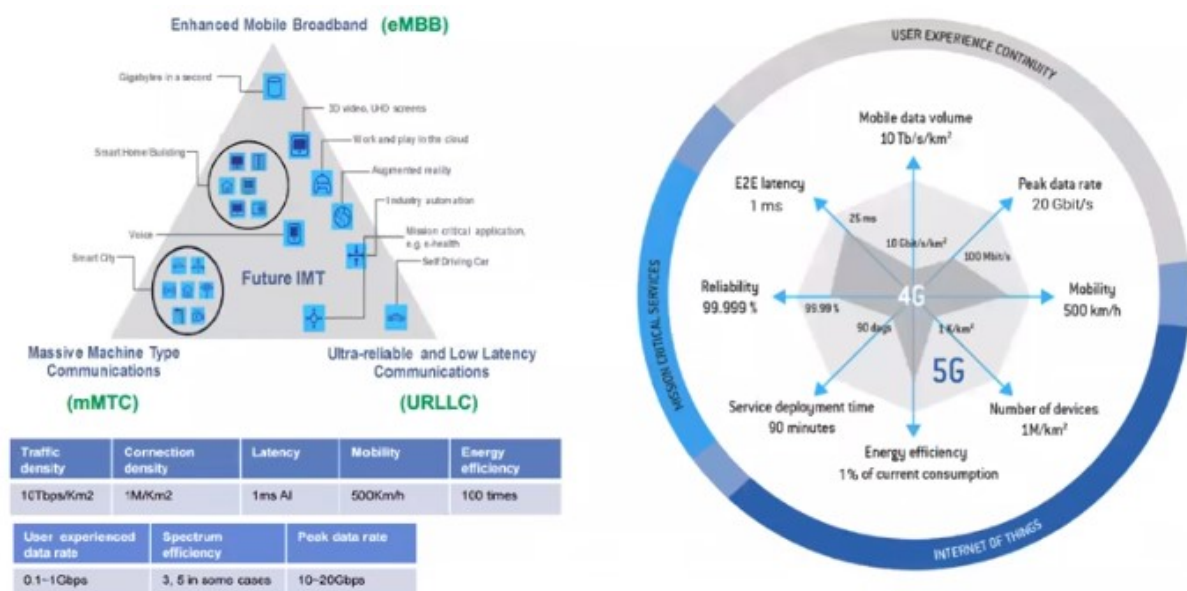 Enhanced Mobile Broadband (eMBB)
Gigabytes in a second
3D video, UHD screens
Work and play in the cloud
Smart Home/Building
Augmented reality
Industry automation
Voice
Mission critical application,
e.g. e-health
Smart City
Self Driving Car
Future IMT
Massive Machine Type
Communications
(mMTC)
Ultra-reliable and Low Latency
Communications
(URLLC)
Traffic density Connection density Latency Mobility Energy efficiency
10Tbps/Km2 1M/Km2 1ms AI 500Km/h 100 times
User experienced data rate Spectrum efficiency Peak data rate
0.1~1Gbps 3, 5 in some cases 10~20Gbps
USER EXPERIENCE CONTINUITY
MISSION CRITICAL SERVICES
INTERNET OF THINGS
Mobile data volume
10 Tb/s/km²
E2E latency
1 ms
Peak data rate
20 Gbit/s
25 ms
10 Gbit/s/km²
100 Mbit/s
Reliability
99.999 %
99.99 %
4G
Mobility
500 km/h
90 days
1 K/km²
5G
Service deployment time
90 minutes
Number of devices
1M/km²
Energy efficiency
1% of current consumption